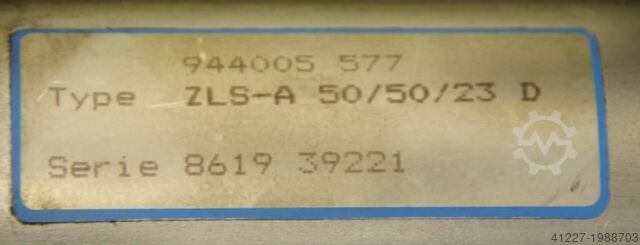 944005 577
Type ZLS-A 50/50/23 D
Serie 8619 39221
41227-1988703